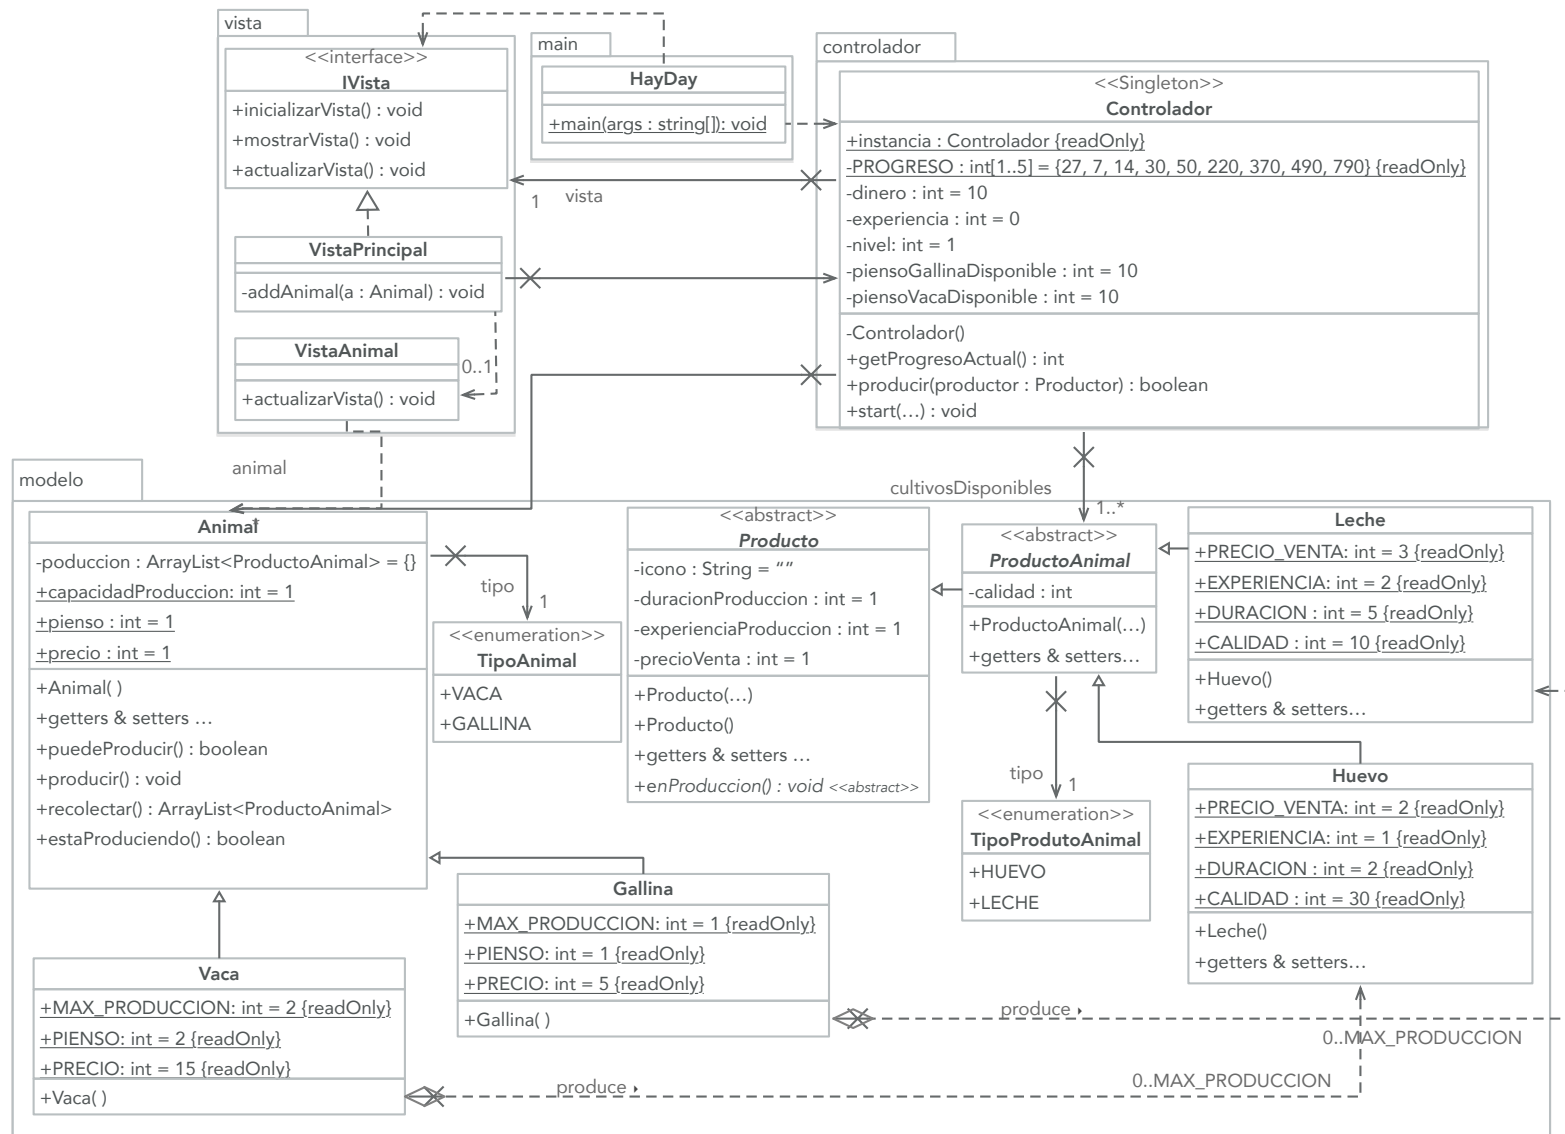 vista
<<interface>>
IVista
+inicializarVista() : void
+mostrarVista() : void
+actualizarVista() : void
VistaPrincipal
-addAnimal(a : Animal) : void
VistaAnimal
+actualizarVista() : void
0..1
main
HayDay
+main(args : string[]): void
controlador
<<Singleton>>
Controlador
+instancia : Controlador {readOnly}
-PROGRESO : int[1..5] = {27, 7, 14, 30, 50, 220, 370, 490, 790} {readOnly}
-dinero : int = 10
-experiencia : int = 0
-nivel: int = 1
-piensoGallinaDisponible : int = 10
-piensoVacaDisponible : int = 10
-Controlador()
+getProgresoActual() : int
+producir(productor : Productor) : boolean
+start(...) : void
1
vista
animal
*
cultivosDisponibles
1..*
modelo
Animal
-poduccion : ArrayList<ProductoAnimal> = {}
+capacidadProduccion: int = 1
+pienso : int = 1
+precio : int = 1
+Animal( )
+getters & setters ...
+puedeProducir() : boolean
+producir() : void
+recolectar() : ArrayList<ProductoAnimal>
+estaProduciendo() : boolean
tipo
1
<<enumeration>>
TipoAnimal
+VACA
+GALLINA
<<abstract>>
Producto
-icono : String = “”
-duracionProduccion : int = 1
-experienciaProduccion : int = 1
-precioVenta : int = 1
+Producto(...)
+Producto()
+getters & setters ...
+enProduccion() : void <<abstract>>
<<abstract>>
ProductoAnimal
-calidad : int
+ProductoAnimal(...)
+getters & setters...
tipo
1
<<enumeration>>
TipoProdutoAnimal
+HUEVO
+LECHE
Leche
+PRECIO_VENTA: int = 3 {readOnly}
+EXPERIENCIA: int = 2 {readOnly}
+DURACION : int = 5 {readOnly}
+CALIDAD : int = 10 {readOnly}
+Huevo()
+getters & setters...
Huevo
+PRECIO_VENTA: int = 2 {readOnly}
+EXPERIENCIA: int = 1 {readOnly}
+DURACION : int = 2 {readOnly}
+CALIDAD : int = 30 {readOnly}
+Leche()
+getters & setters...
Gallina
+MAX_PRODUCCION: int = 1 {readOnly}
+PIENSO: int = 1 {readOnly}
+PRECIO: int = 5 {readOnly}
+Gallina( )
Vaca
+MAX_PRODUCCION: int = 2 {readOnly}
+PIENSO: int = 2 {readOnly}
+PRECIO: int = 15 {readOnly}
+Vaca( )
produce
0..MAX_PRODUCCION
produce
0..MAX_PRODUCCION